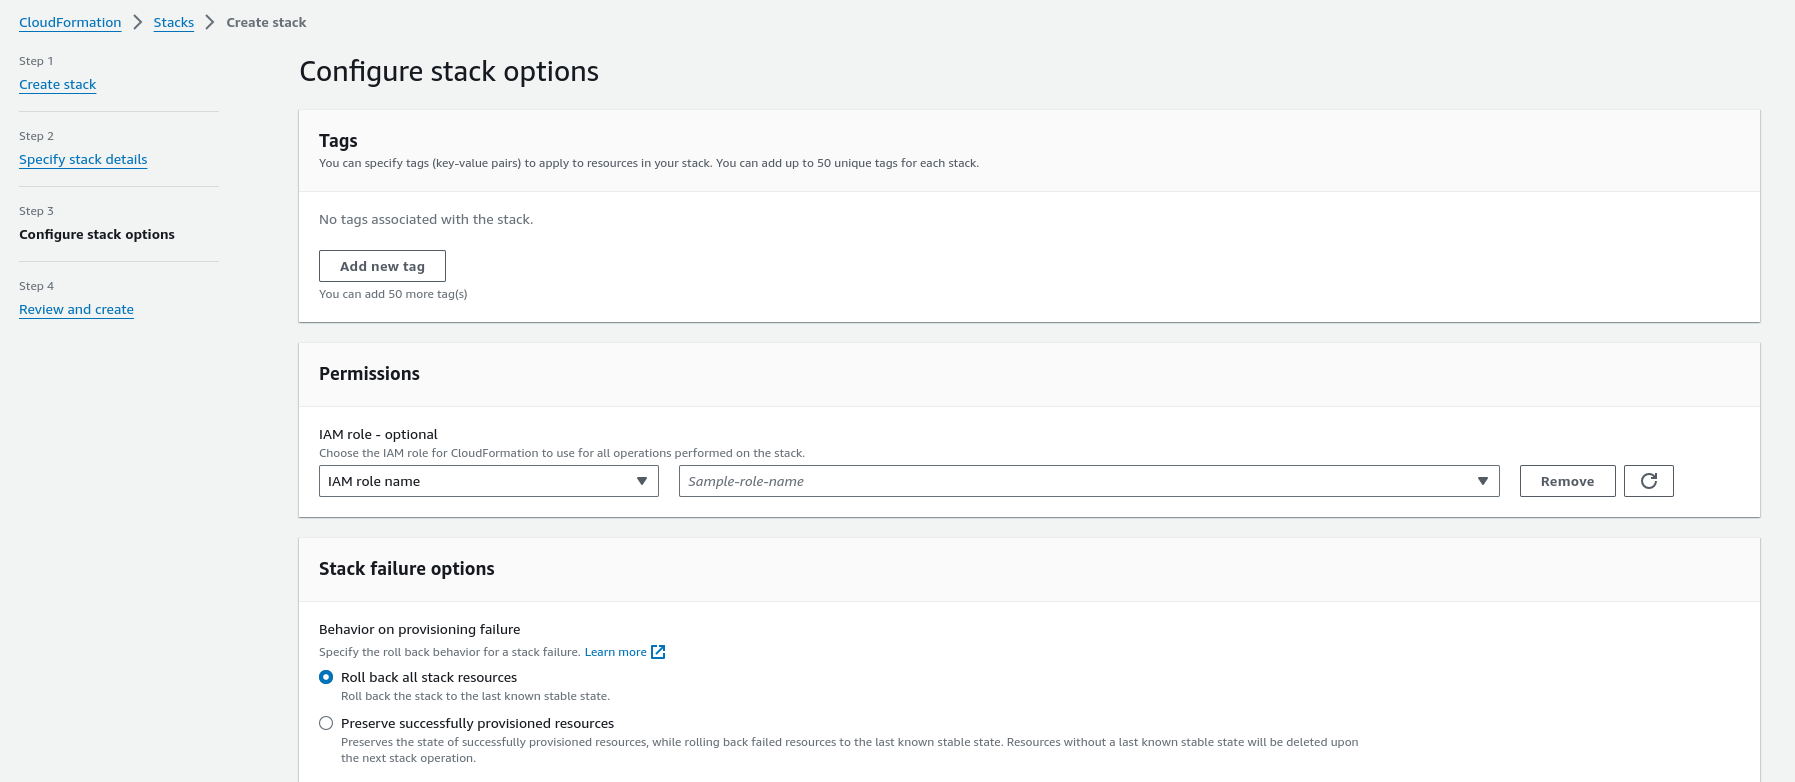 CloudFormation > Stacks > Create stack
Step 1
Create stack
Step 2
Specify stack details
Step 3
Configure stack options
Step 4
Review and create
Configure stack options
Tags
You can specify tags (key-value pairs) to apply to resources in your stack. You can add up to 50 unique tags for each stack.
No tags associated with the stack.
Add new tag
You can add 50 more tag(s)
Permissions
IAM role - optional
Choose the IAM role for CloudFormation to use for all operations performed on the stack.
IAM role name
Sample-role-name
Remove
Stack failure options
Behavior on provisioning failure
Specify the roll back behavior for a stack failure. Learn more
Roll back all stack resources
Roll back the stack to the last known stable state.
Preserve successfully provisioned resources
Preserves the state of successfully provisioned resources, while rolling back failed resources to the last known stable state. Resources without a last known stable state will be deleted upon
the next stack operation.